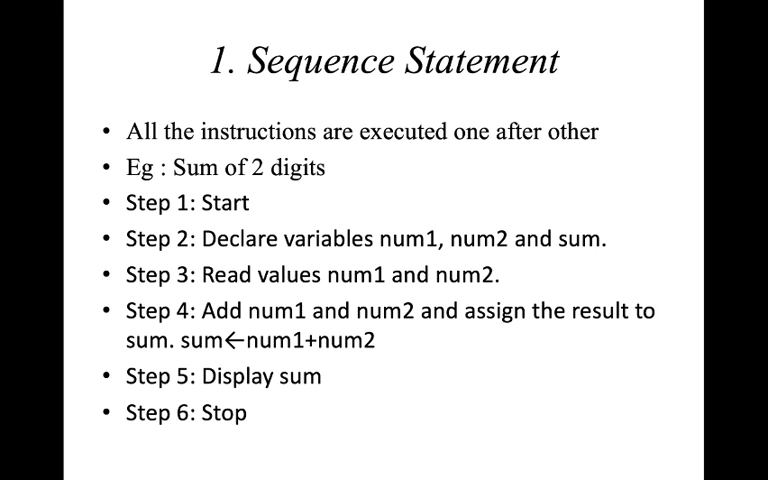 1. Sequence Statement
• All the instructions are executed one after other
• Eg : Sum of 2 digits
• Step 1: Start
• Step 2: Declare variables num1, num2 and sum.
• Step 3: Read values num1 and num2.
• Step 4: Add num1 and num2 and assign the result to
sum. sum←num1+num2
• Step 5: Display sum
• Step 6: Stop